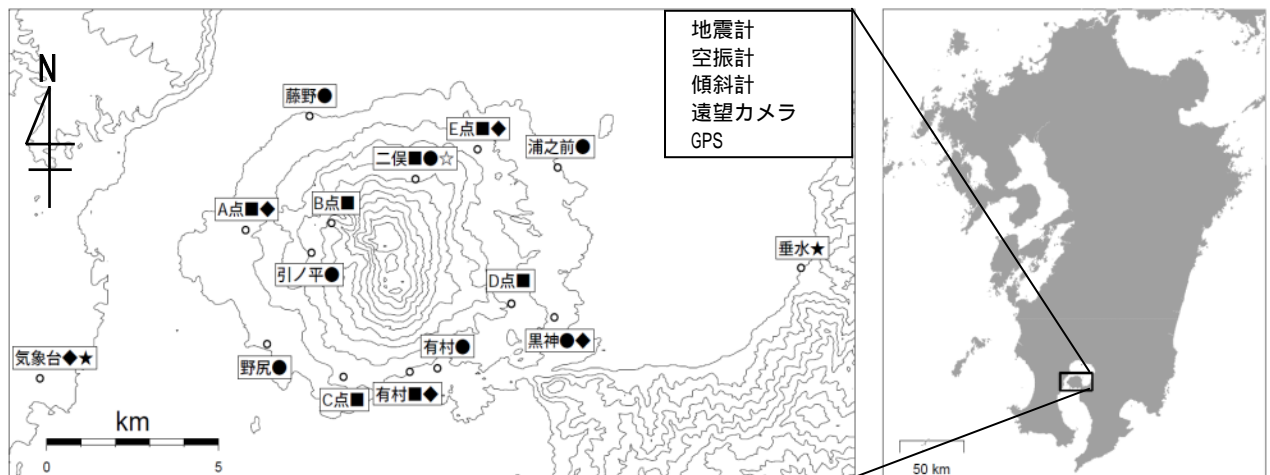 地震計
空振計
傾斜計
遠望カメラ
GPS
N
藤野●
E点■◆
浦之前●
二俣■●☆
A点■◆
B点■
垂水★
引ノ平●
D点■
有村●
黒神●◆
気象台◆★
野尻●
C点■
有村■◆
km
0
5
50 km